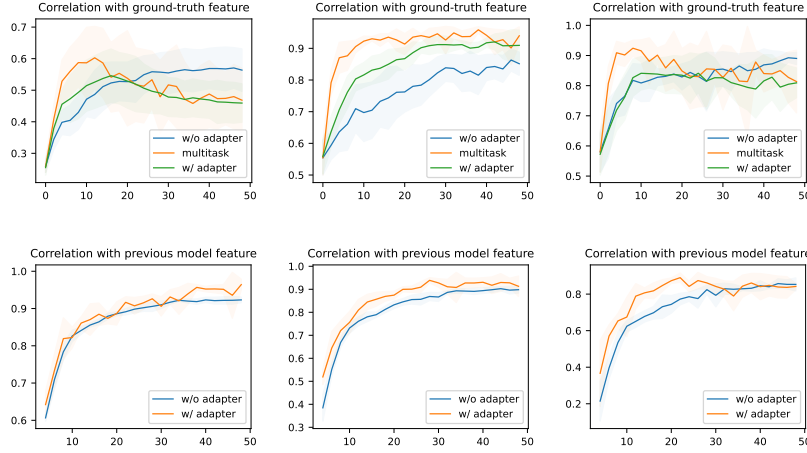 Correlation with ground-truth feature
0.7
0.6
0.5
0.4
0.3
w/o adapter
multitask
w/ adapter
0 10 20 30 40 50
Correlation with ground-truth feature
0.9
0.8
0.7
0.6
0.5
w/o adapter
multitask
w/ adapter
0 10 20 30 40 50
Correlation with ground-truth feature
1.0
0.9
0.8
0.7
0.6
0.5
w/o adapter
multitask
w/ adapter
0 10 20 30 40 50
Correlation with previous model feature
1.0
0.9
0.8
0.7
0.6
w/o adapter
w/ adapter
10 20 30 40 50
Correlation with previous model feature
1.0
0.9
0.8
0.7
0.6
0.5
0.4
0.3
w/o adapter
w/ adapter
10 20 30 40 50
Correlation with previous model feature
0.8
0.6
0.4
0.2
w/o adapter
w/ adapter
10 20 30 40 50